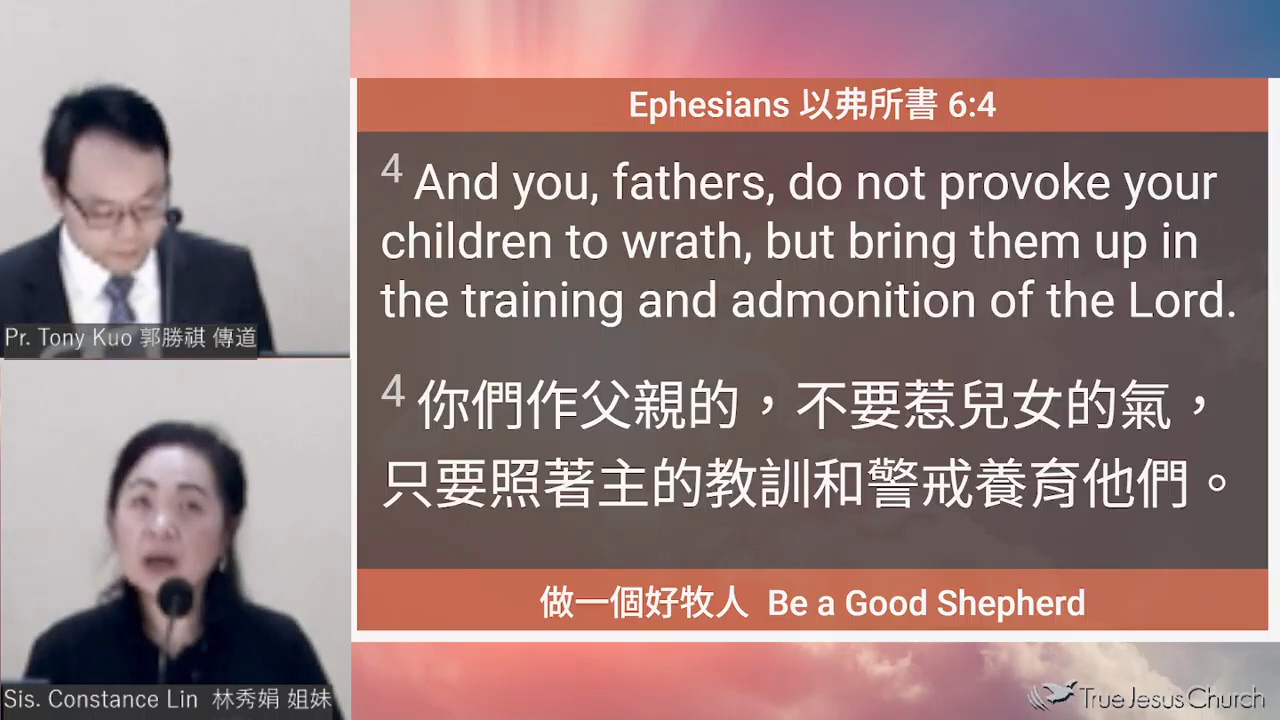 Ephesians 以弗所書 6:4
4 And you, fathers, do not provoke your
children to wrath, but bring them up in
the training and admonition of the Lord.
4 你們作父親的，不要惹兒女的氣，
只要照著主的教訓和警戒養育他們。
做一個好牧人 Be a Good Shepherd
Pr. Tony Kuo 郭勝祺 傳道
Sis. Constance Lin 林秀娟 姐妹
True Jesus Church